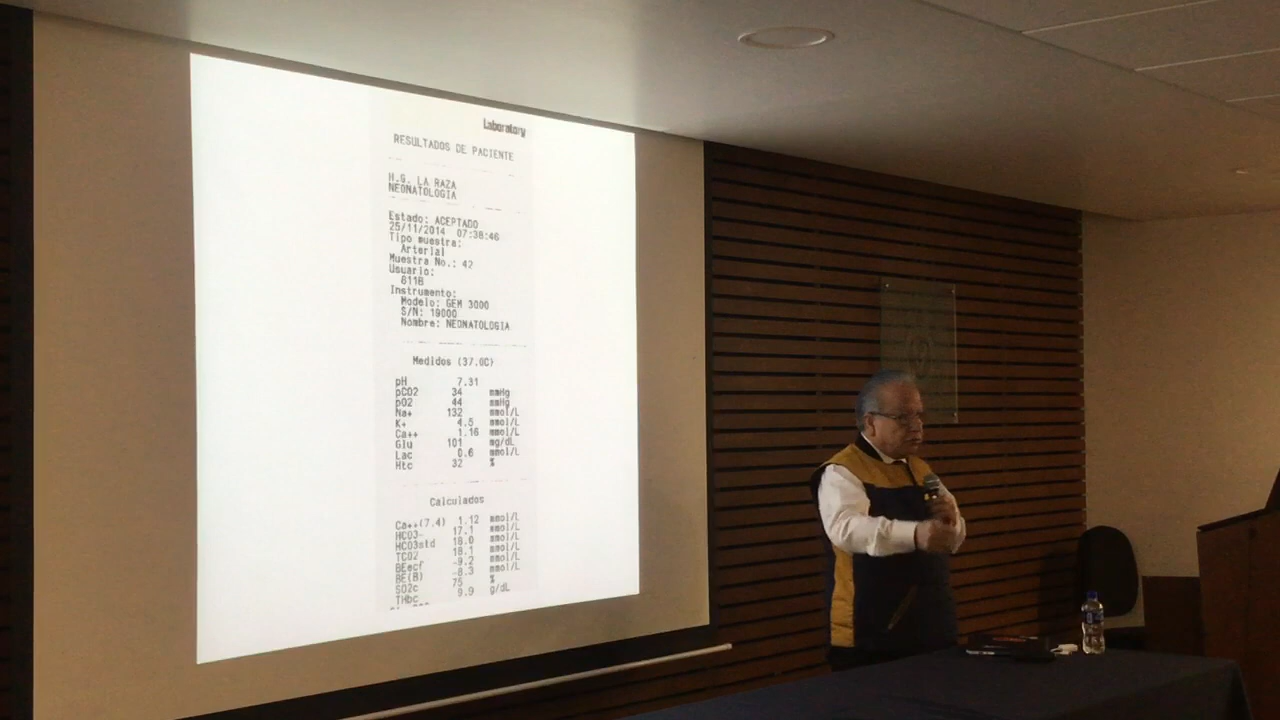 Laboratory
RESULTADOS DE PACIENTE
H.G. LA RAZA
NEONATOLOGIA
Estado: ACEPTADO
25/11/2014 07:38:46
Tipo muestra:
Arterial
Muestra No.: 42
Usuario:
811B
Instrumento:
Modelo: GEM 3000
S/N: 19000
Nombre: NEONATOLOGIA
Medidos (37.0C)
pH 7.31
pCO2 34 mmHg
pO2 44 mmHg
Na+ 132 mmol/L
K+ 4.5 mmol/L
Ca++ 1.16 mmol/L
Glu 101 mg/dL
Lac 0.6 mmol/L
Htc 32 %
Calculados
Ca++(7.4) 1.12 mmol/L
HCO3- 17.1 mmol/L
HCO3std 18.0 mmol/L
TCO2 18.1 mmol/L
BEecf -9.2 mmol/L
BE(B) -8.3 mmol/L
SO2c 75 %
THbc 9.9 g/dL